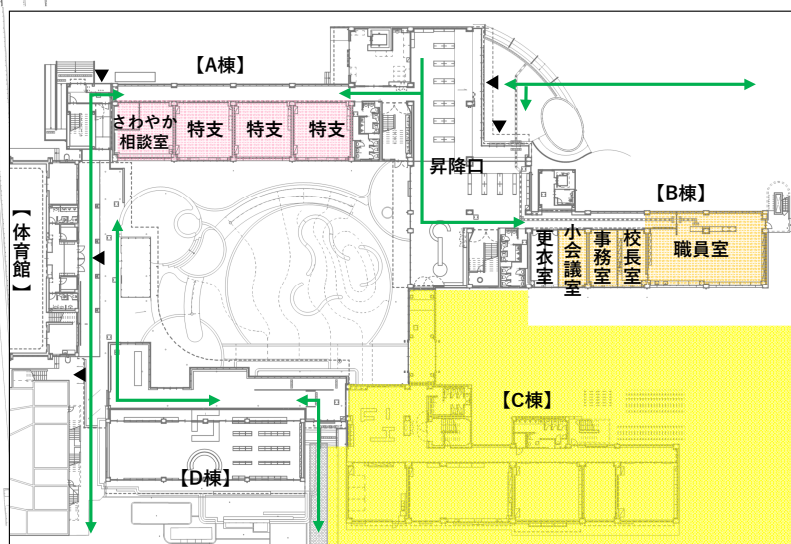 【A棟】
さわやか
相談室
特支
特支
特支
昇降口
【B棟】
更衣室
小会議室
事務室
校長室
職員室
【体育館】
【C棟】
【D棟】